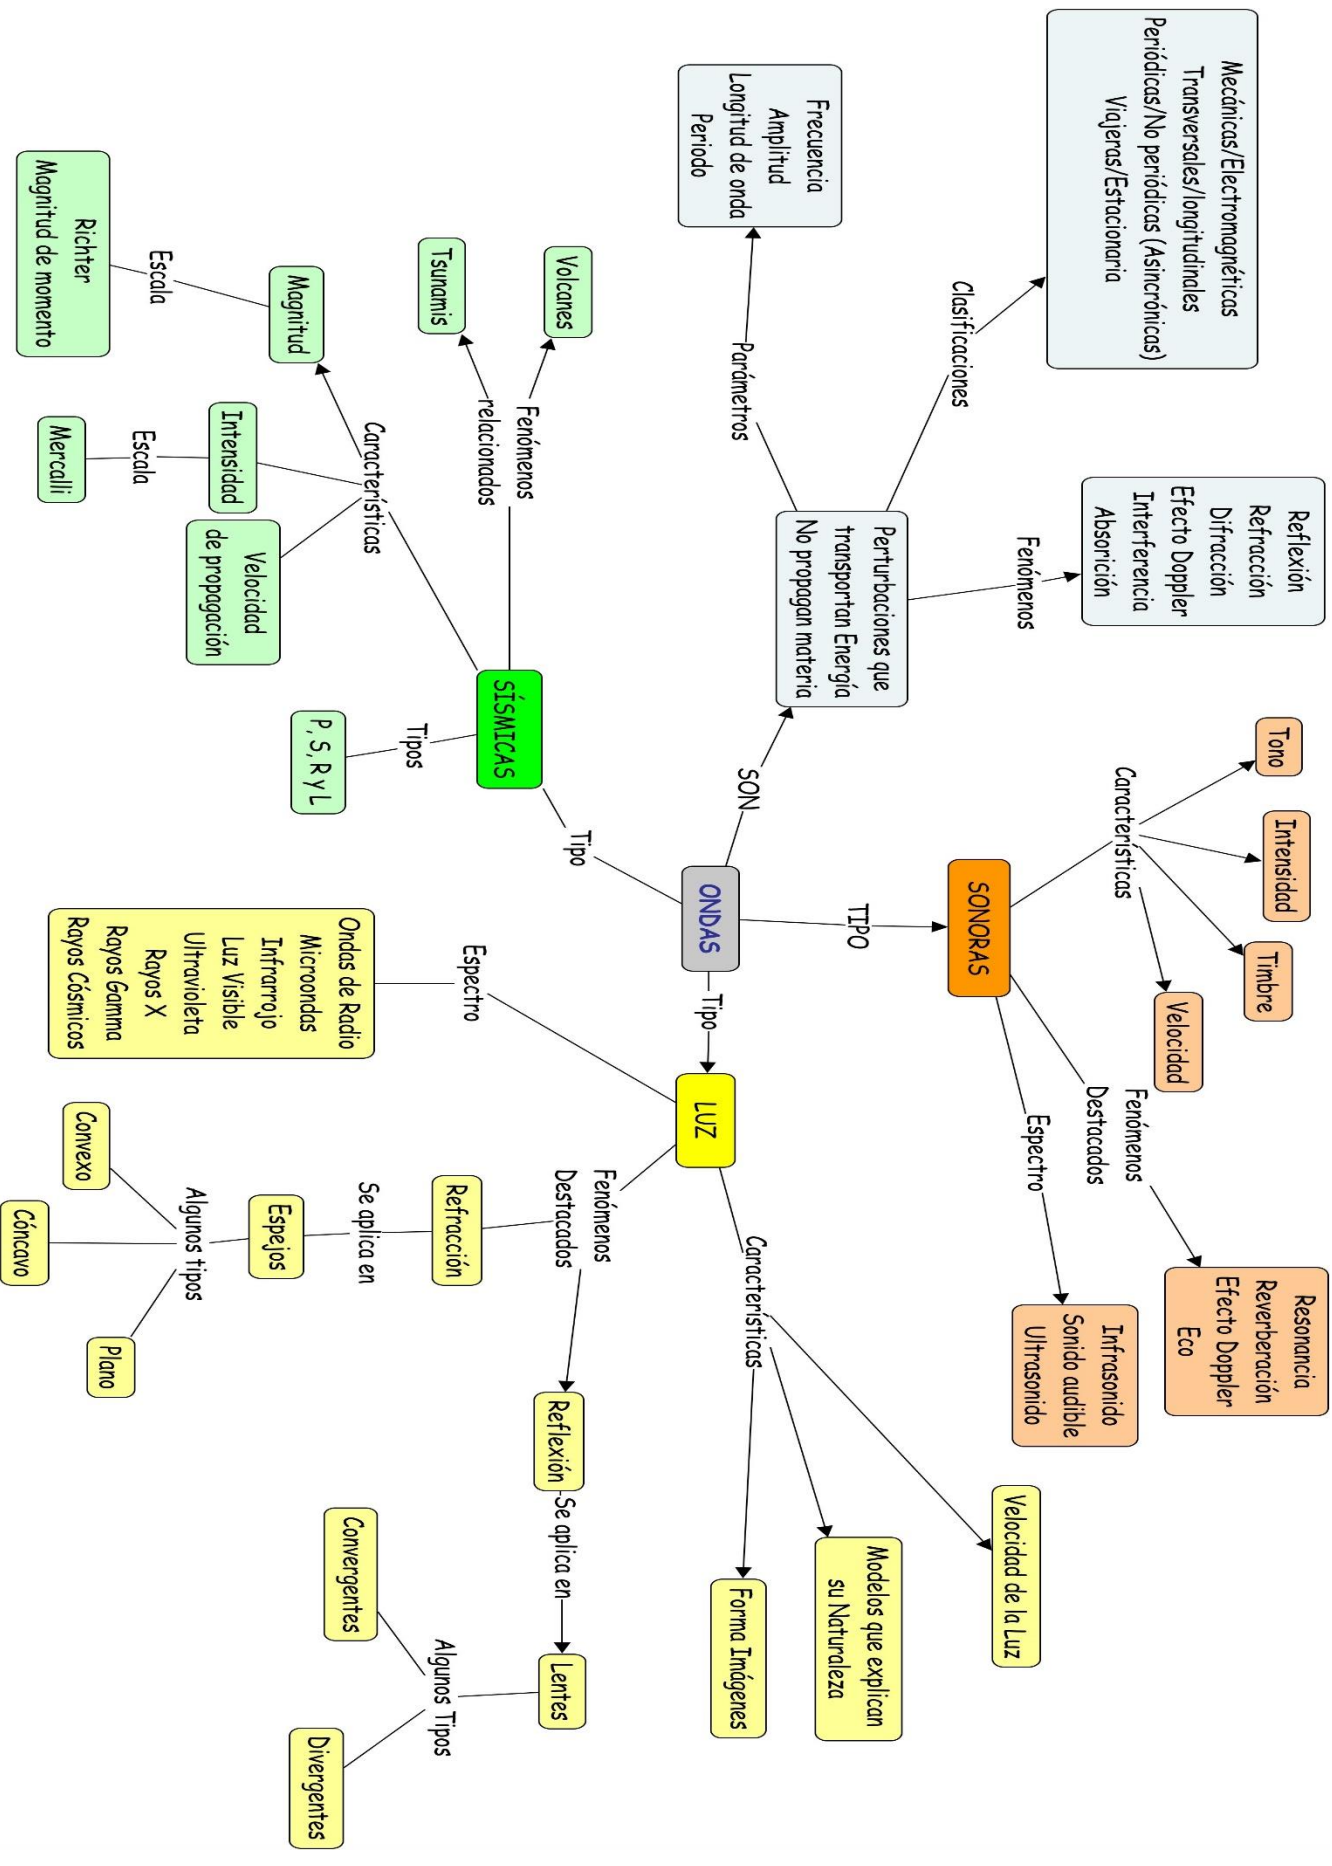 Mecánicas/Electromagnéticas
Transversales/longitudinales
Periódicas/No periódicas (Asincrónicas)
Viajeras/Estacionaria
Reflexión
Refracción
Difracción
Efecto Doppler
Interferencia
Absorición
Tono
Intensidad
Timbre
Velocidad
Características
Resonancia
Reverberación
Efecto Doppler
Eco
Fenómenos
Destacados
Infrasonido
Sonido audible
Ultrasonido
Espectro
Clasificaciones
Fenómenos
SONORAS
Velocidad de la Luz
Frecuencia
Amplitud
Longitud de onda
Periodo
Parámetros
Perturbaciones que
transportan Energía
No propagan materia
SON
TIPO
Características
Modelos que explican
su Naturaleza
Forma Imágenes
ONDAS
Tipo
LUZ
Volcanes
Tsunamis
Fenómenos
relacionados
SÍSMICAS
Tipo
Fenómenos
Destacados
Reflexión
Se aplica en
Lentes
Algunos Tipos
Convergentes
Divergentes
Características
Tipos
P, S, R y L
Espectro
Refracción
Se aplica en
Espejos
Algunos tipos
Convexo
Cóncavo
Plano
Magnitud
Escala
Richter
Magnitud de momento
Intensidad
Escala
Mercalli
Velocidad
de propagación
Ondas de Radio
Microondas
Infrarrojo
Luz Visible
Ultravioleta
Rayos X
Rayos Gamma
Rayos Cósmicos